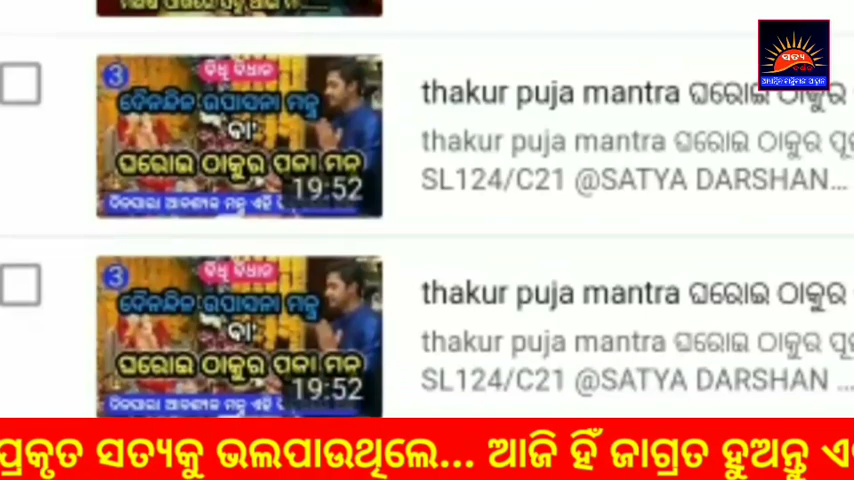 3
ବିଧି ବିଧାନ
ଦୈନନ୍ଦିନ ଉପାସନା ମନ୍ତ୍ର
ବା'
ଘରୋଇ ଠାକୁର ପୂଜା ମନ୍ତ୍ର
19:52
thakur puja mantra ଘରୋଇ ଠାକୁର
thakur puja mantra ଘରୋଇ ଠାକୁର
SL124/C21 @SATYA DARSHAN...
ସତ୍ୟ
3
ବିଧି ବିଧାନ
ଦୈନନ୍ଦିନ ଉପାସନା ମନ୍ତ୍ର
ବା'
ଘରୋଇ ଠାକୁର ପୂଜା ମନ୍ତ୍ର
19:52
thakur puja mantra ଘରୋଇ ଠାକୁର
thakur puja mantra ଘରୋଇ ଠାକୁର
SL124/C21 @SATYA DARSHAN ...
ପ୍ରକୃତ ସତ୍ୟକୁ ଭଲପାଉଥିଲେ... ଆଜି ହିଁ ଜାଗ୍ରତ ହୁଅନ୍ତୁ